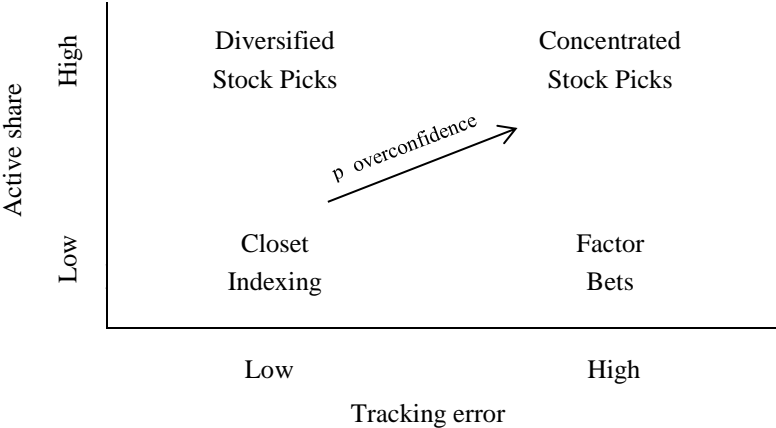 Diversified
Stock Picks
Concentrated
Stock Picks
High
Active share
p overconfidence
Low
Closet
Indexing
Factor
Bets
Low
High
Tracking error